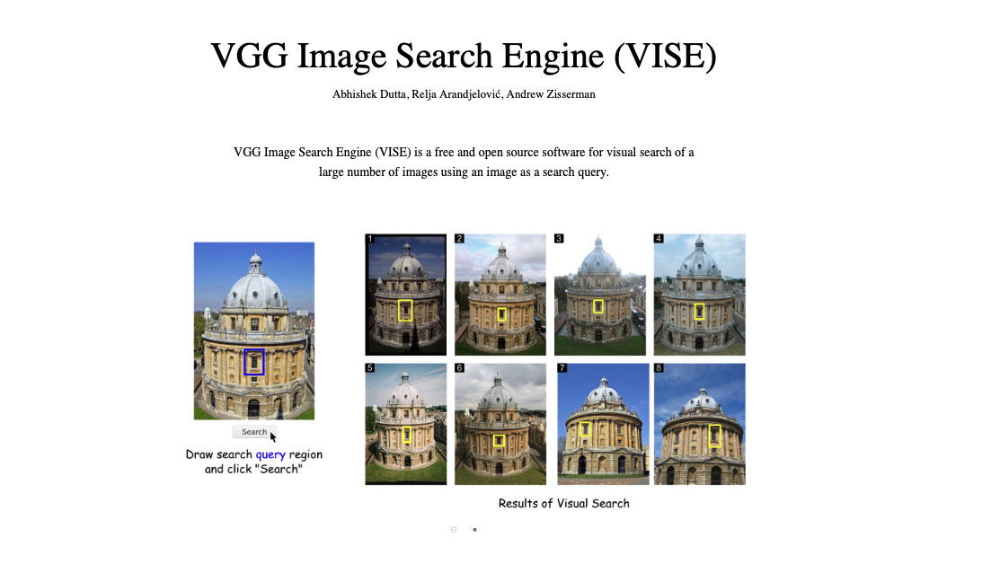 VGG Image Search Engine (VISE)
Abhishek Dutta, Relja Arandjelović, Andrew Zisserman
VGG Image Search Engine (VISE) is a free and open source software for visual search of a
large number of images using an image as a search query.
1
2
3
4
5
6
7
8
Search
Draw search query region
and click "Search"
Results of Visual Search